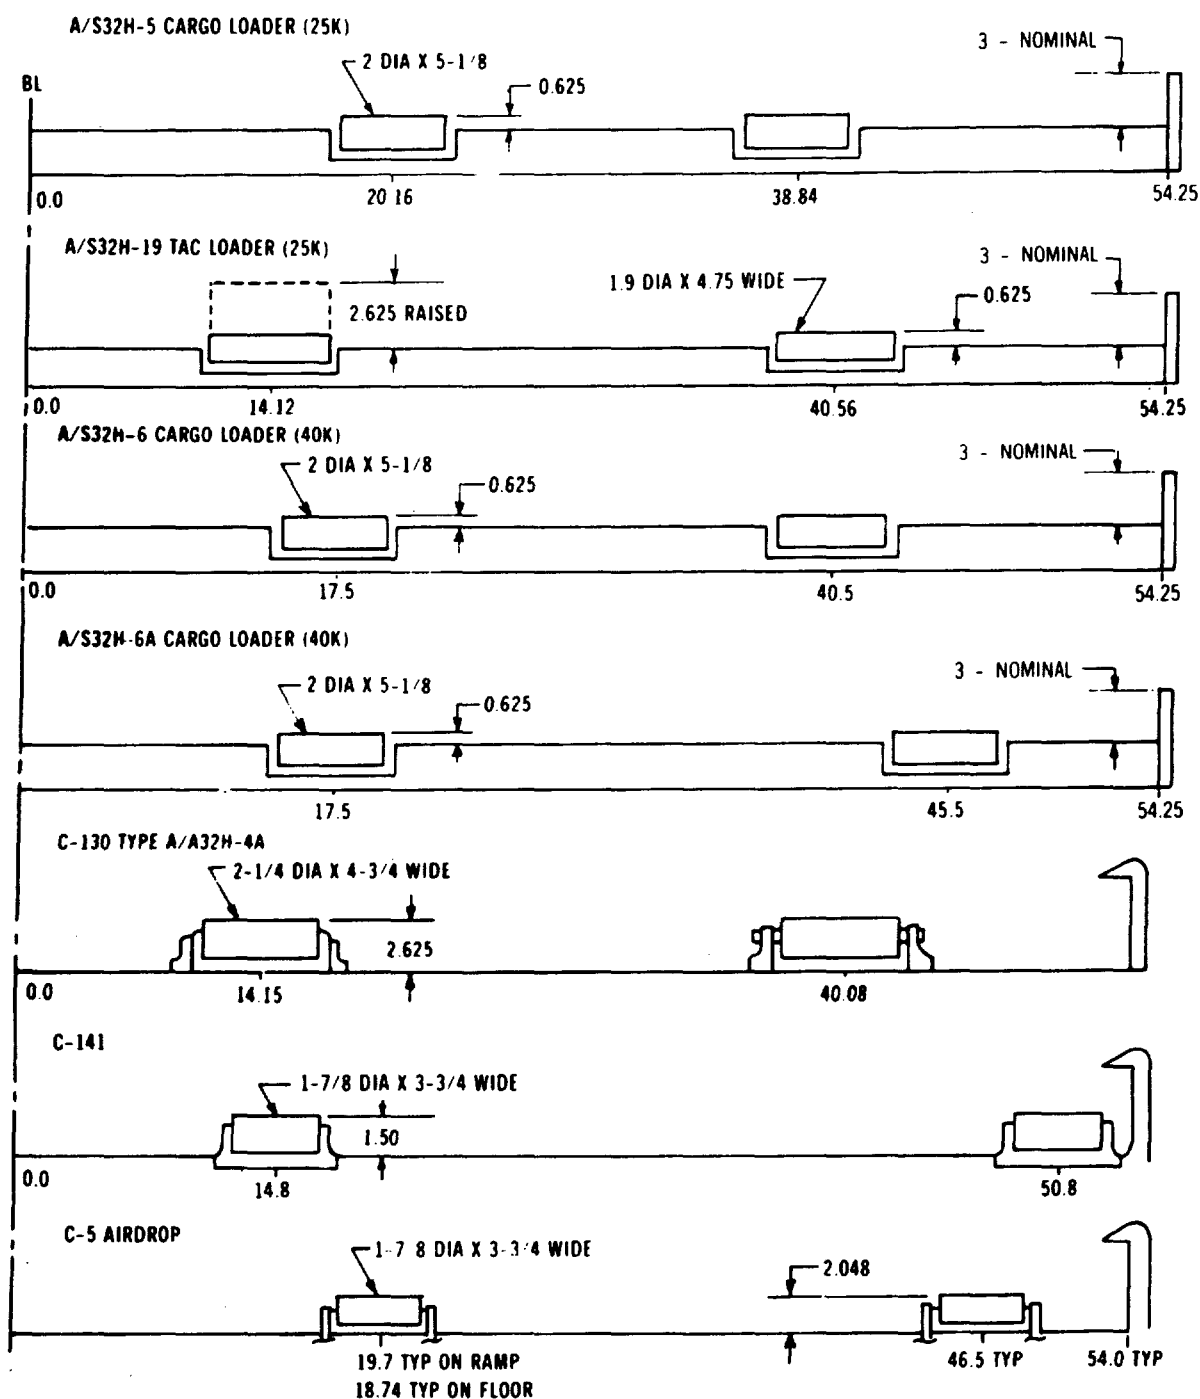 A/S32H-5 CARGO LOADER (25K)
3 - NOMINAL
2 DIA X 5-1/8
0.625
BL
0.0
20 16
38.84
54.25
A/S32H-19 TAC LOADER (25K)
3 - NOMINAL
1.9 DIA X 4.75 WIDE
0.625
2.625 RAISED
0.0
14.12
40.56
54.25
A/S32H-6 CARGO LOADER (40K)
3 - NOMINAL
2 DIA X 5-1/8
0.625
0.0
17.5
40.5
54.25
A/S32H-6A CARGO LOADER (40K)
3 - NOMINAL
2 DIA X 5-1/8
0.625
17.5
45.5
54.25
C-130 TYPE A/A32H-4A
2-1/4 DIA X 4-3/4 WIDE
2.625
0.0
14.15
40.08
C-141
1-7/8 DIA X 3-3/4 WIDE
1.50
0.0
14.8
50.8
C-5 AIRDROP
1-7 8 DIA X 3-3/4 WIDE
2.048
19.7 TYP ON RAMP
46.5 TYP
54.0 TYP
18.74 TYP ON FLOOR